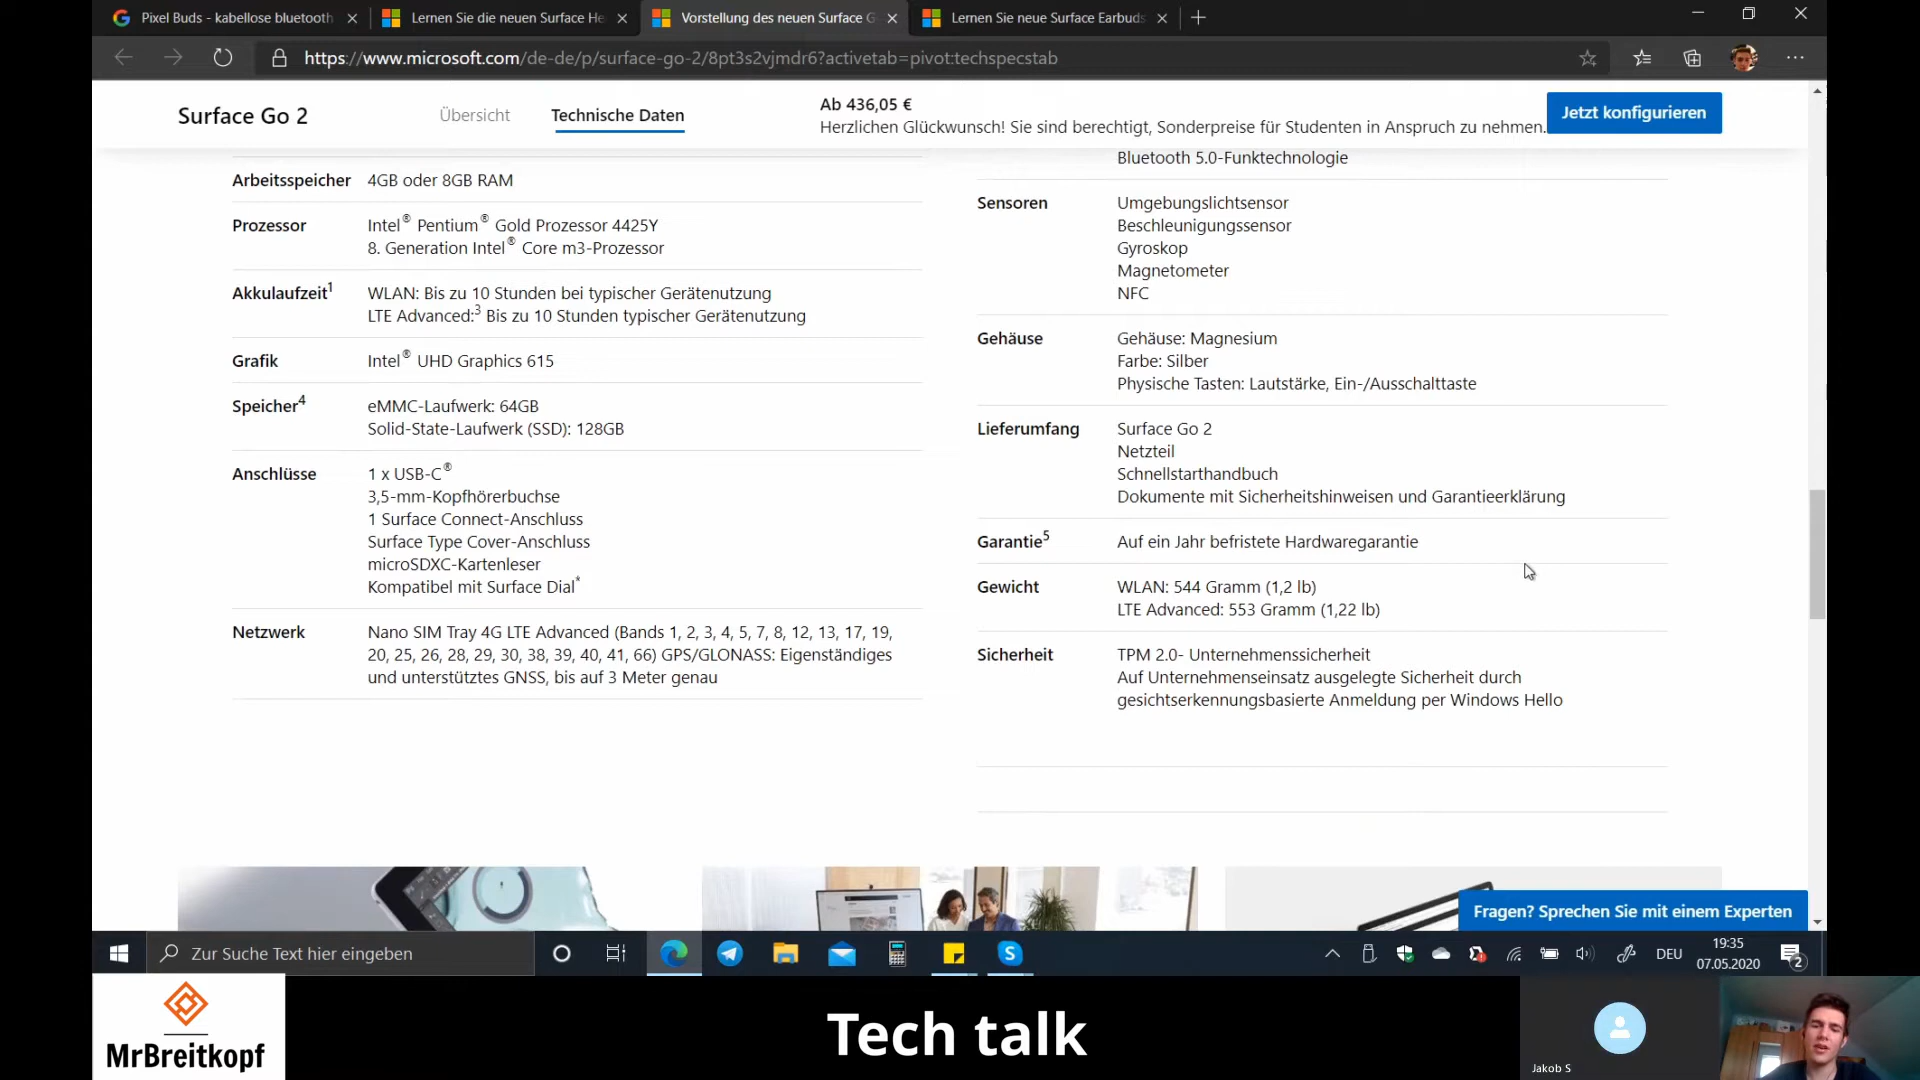 Pixel Buds - kabellose bluetooth
Lernen Sie die neuen Surface He
Vorstellung des neuen Surface G
Lernen Sie neue Surface Earbuds
https://www.microsoft.com/de-de/p/surface-go-2/8pt3s2vjmdr6?activetab=pivot:techspecstab
Surface Go 2
Übersicht
Technische Daten
Ab 436,05 €
Herzlichen Glückwunsch! Sie sind berechtigt, Sonderpreise für Studenten in Anspruch zu nehmen.
Jetzt konfigurieren
Arbeitsspeicher 4GB oder 8GB RAM
Prozessor Intel® Pentium® Gold Prozessor 4425Y
8. Generation Intel® Core m3-Prozessor
Akkulaufzeit1 WLAN: Bis zu 10 Stunden bei typischer Gerätenutzung
LTE Advanced:3 Bis zu 10 Stunden typischer Gerätenutzung
Grafik Intel® UHD Graphics 615
Speicher4 eMMC-Laufwerk: 64GB
Solid-State-Laufwerk (SSD): 128GB
Anschlüsse 1 x USB-C®
3,5-mm-Kopfhörerbuchse
1 Surface Connect-Anschluss
Surface Type Cover-Anschluss
microSDXC-Kartenleser
Kompatibel mit Surface Dial*
Netzwerk Nano SIM Tray 4G LTE Advanced (Bands 1, 2, 3, 4, 5, 7, 8, 12, 13, 17, 19,
20, 25, 26, 28, 29, 30, 38, 39, 40, 41, 66) GPS/GLONASS: Eigenständiges
und unterstütztes GNSS, bis auf 3 Meter genau
Bluetooth 5.0-Funktechnologie
Sensoren Umgebungslichtsensor
Beschleunigungssensor
Gyroskop
Magnetometer
NFC
Gehäuse Gehäuse: Magnesium
Farbe: Silber
Physische Tasten: Lautstärke, Ein-/Ausschalttaste
Lieferumfang Surface Go 2
Netzteil
Schnellstarthandbuch
Dokumente mit Sicherheitshinweisen und Garantieerklärung
Garantie5 Auf ein Jahr befristete Hardwaregarantie
Gewicht WLAN: 544 Gramm (1,2 lb)
LTE Advanced: 553 Gramm (1,22 lb)
Sicherheit TPM 2.0- Unternehmenssicherheit
Auf Unternehmenseinsatz ausgelegte Sicherheit durch
gesichtserkennungsbasierte Anmeldung per Windows Hello
Fragen? Sprechen Sie mit einem Experten
Zur Suche Text hier eingeben
DEU
19:35
07.05.2020
2
MrBreitkopf
Tech talk
Jakob S